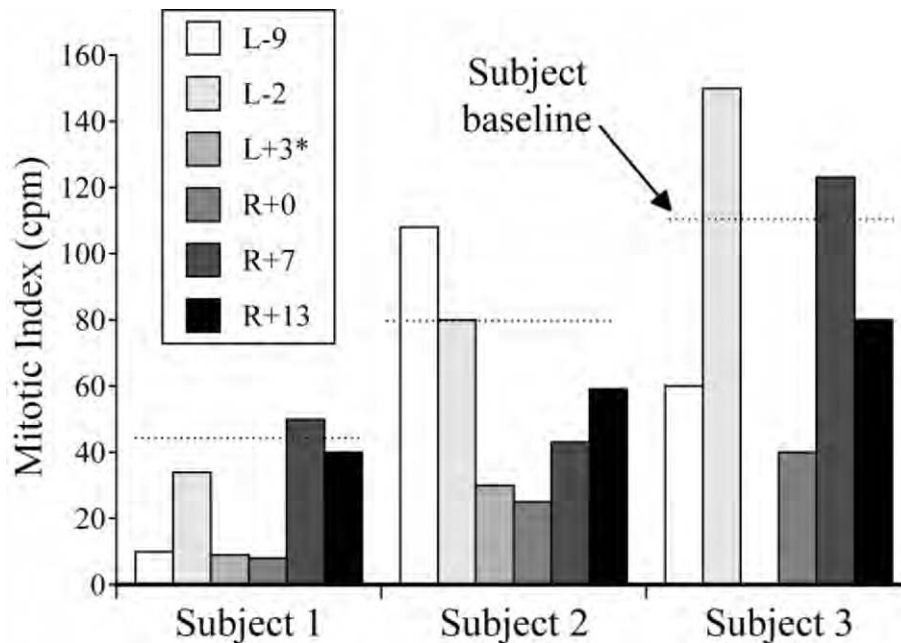 160
140
120
100
80
60
40
20
0
Mitotic Index (cpm)
L-9
L-2
L+3*
R+0
R+7
R+13
Subject
baseline
Subject 1
Subject 2
Subject 3